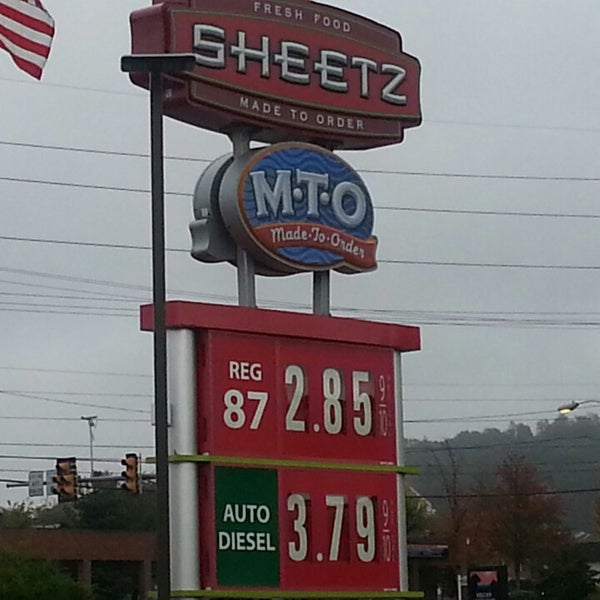 FRESH FOOD
SHEETZ
MADE TO ORDER
M·T·O
Made·To·Order
REG
87
2.85 9/10
AUTO
DIESEL
3.79 9/10